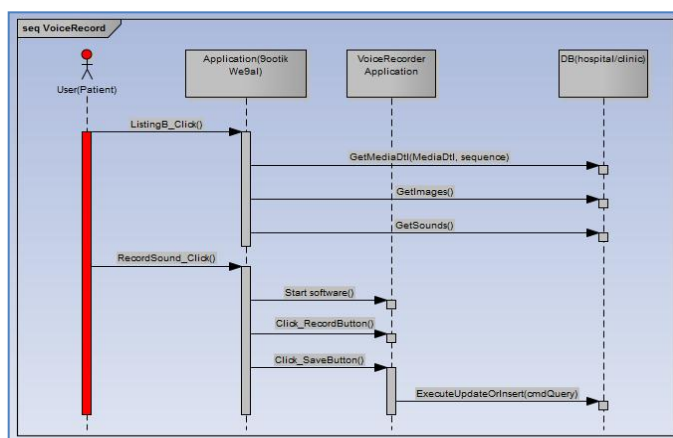 seq VoiceRecord
User(Patient)
Application(9ootik
We9al)
VoiceRecorder
Application
DB(hospital/clinic)
ListingB_Click()
GetMediaDtl(MediaDtl, sequence)
GetImages()
GetSounds()
RecordSound_Click()
Start software()
Click_RecordButton()
Click_SaveButton()
ExecuteUpdateOrInsert(cmdQuery)